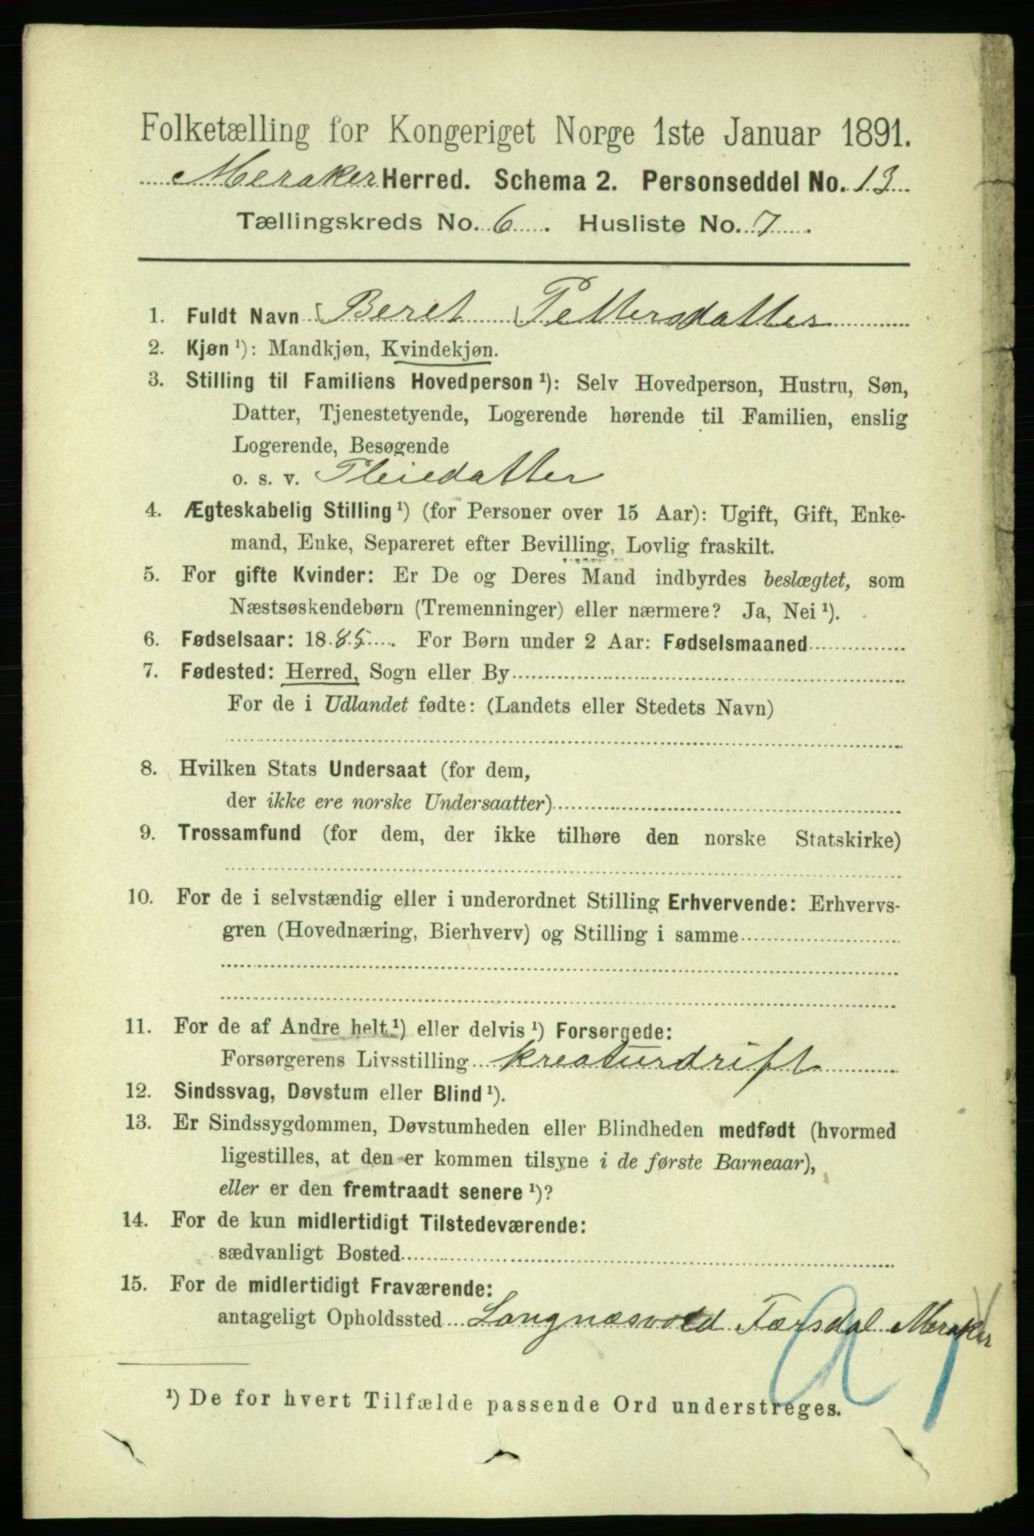 Folketælling for Kongeriget Norge 1ste Januar 1891.
Meraker Herred. Schema 2. Personseddel No. 13
Tællingskreds No. 6. Husliste No. 7.
1. Fuldt Navn Beret Pettersdatter
2. Kjøn ¹): Mandkjøn, Kvindekjøn.
3. Stilling til Familiens Hovedperson ¹): Selv Hovedperson, Hustru, Søn,
Datter, Tjenestetyende, Logerende hørende til Familien, enslig
Logerende, Besøgende
o. s. v. Pleiedatter
4. Ægteskabelig Stilling ¹) (for Personer over 15 Aar): Ugift, Gift, Enke-
mand, Enke, Separeret efter Bevilling, Lovlig fraskilt.
5. For gifte Kvinder: Er De og Deres Mand indbyrdes beslægtet, som
Næstsøskendebørn (Tremenninger) eller nærmere? Ja, Nei ¹).
6. Fødselsaar: 1885. For Børn under 2 Aar: Fødselsmaaned
7. Fødested: Herred, Sogn eller By
For de i Udlandet fødte: (Landets eller Stedets Navn)
8. Hvilken Stats Undersaat (for dem,
der ikke ere norske Undersaatter)
9. Trossamfund (for dem, der ikke tilhøre den norske Statskirke)
10. For de i selvstændig eller i underordnet Stilling Erhvervende: Erhvervs-
gren (Hovednæring, Bierhverv) og Stilling i samme
11. For de af Andre helt ¹) eller delvis ¹) Forsørgede:
Forsørgerens Livsstilling kreaturdrift
12. Sindssvag, Døvstum eller Blind ¹).
13. Er Sindssygdommen, Døvstumheden eller Blindheden medfødt (hvormed
ligestilles, at den er kommen tilsyne i de første Barneaar),
eller er den fremtraadt senere ¹)?
14. For de kun midlertidigt Tilstedeværende:
sædvanligt Bosted
15. For de midlertidigt Fraværende:
antageligt Opholdssted Langnæsvold Færsdal Meraker
¹) De for hvert Tilfælde passende Ord understreges.